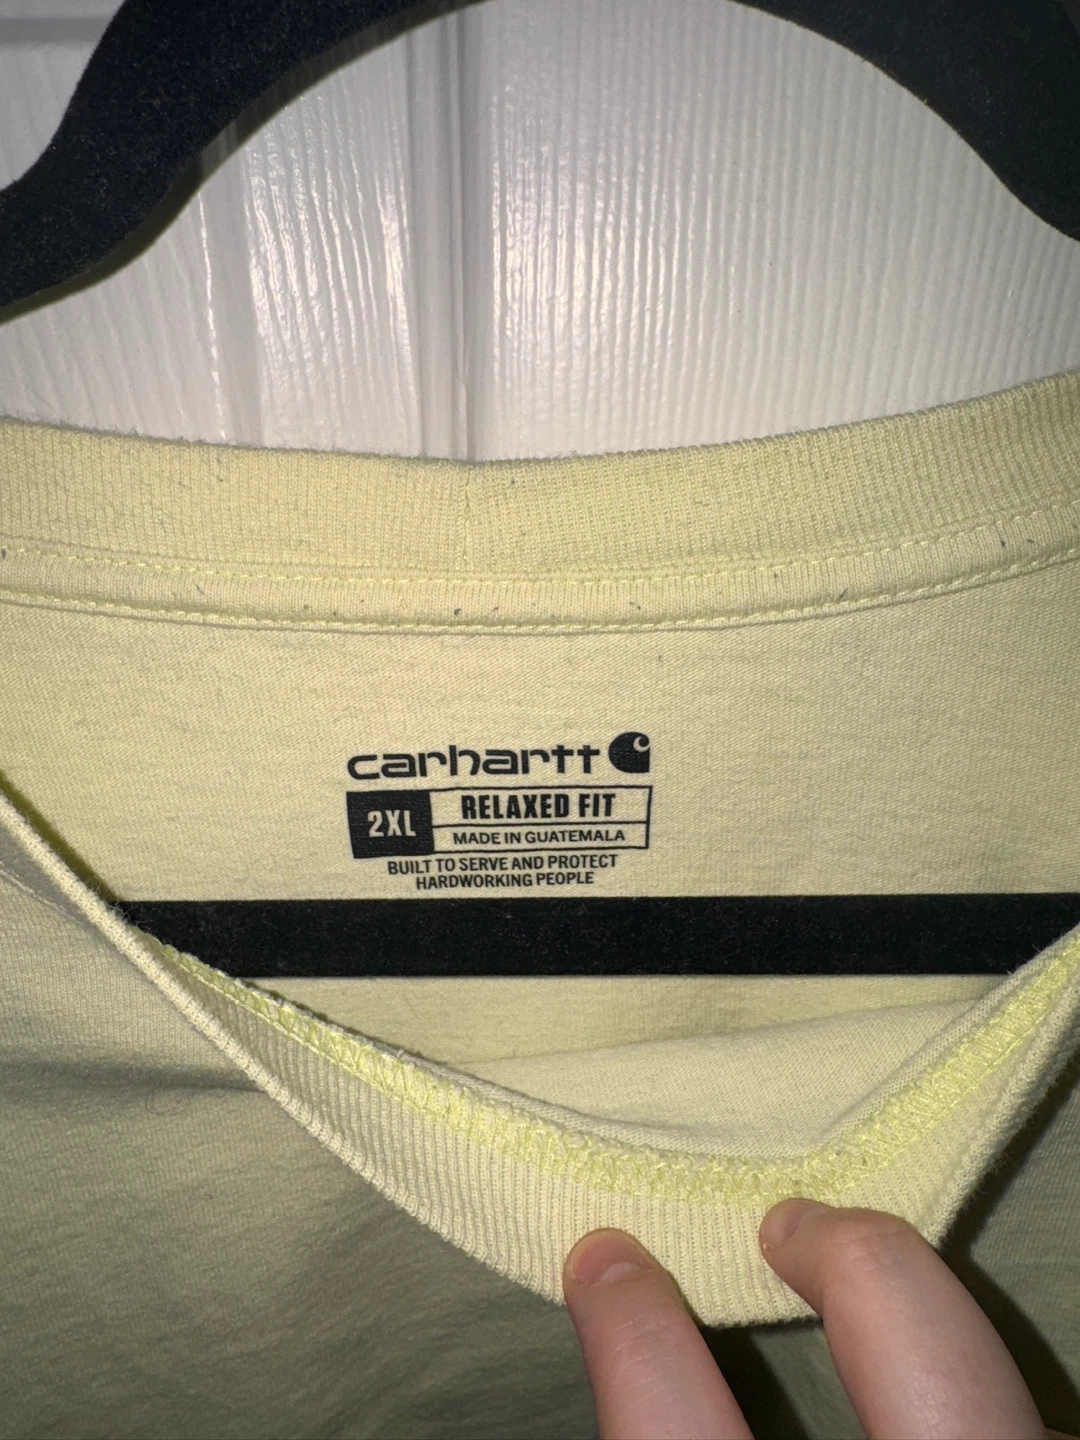 carhartt
2XL
RELAXED FIT
MADE IN GUATEMALA
BUILT TO SERVE AND PROTECT
HARDWORKING PEOPLE